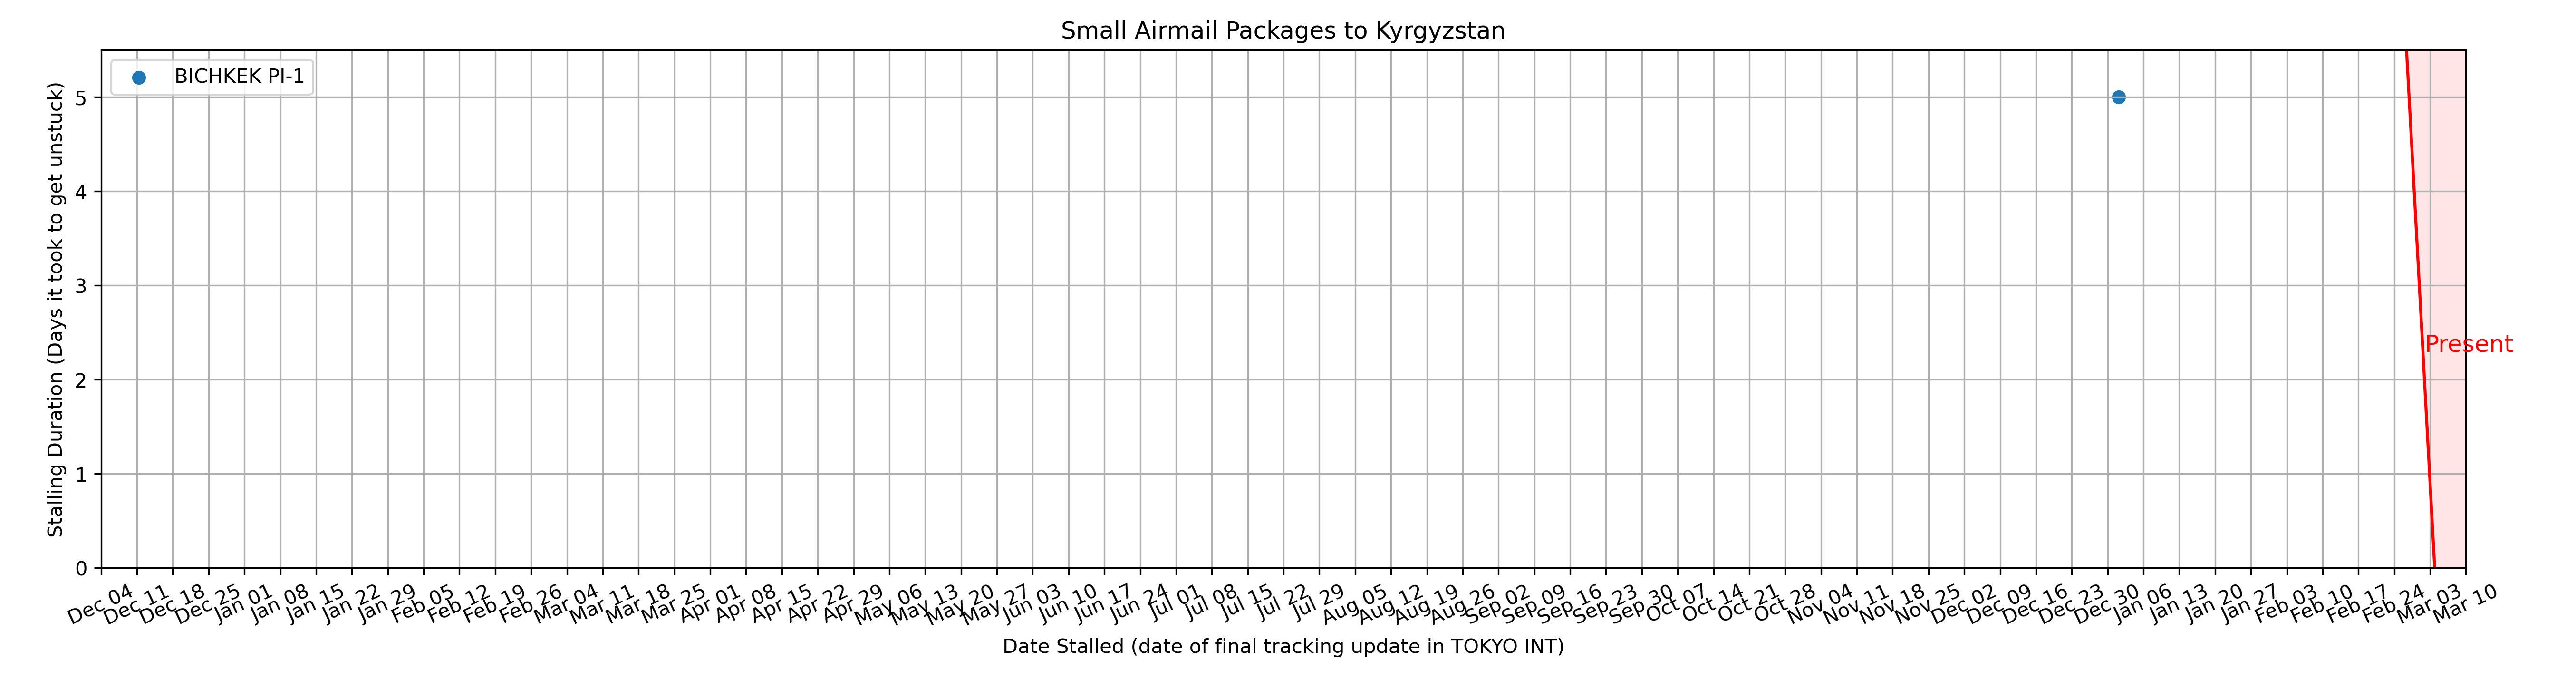 Small Airmail Packages to Kyrgyzstan
BICHKEK PI-1
Stalling Duration (Days it took to get unstuck)
5
4
3
2
1
0
Present
Dec 04 Dec 11 Dec 18 Dec 25 Jan 01 Jan 08 Jan 15 Jan 22 Jan 29 Feb 05 Feb 12 Feb 19 Feb 26 Mar 04 Mar 11 Mar 18 Mar 25 Apr 01 Apr 08 Apr 15 Apr 22 Apr 29 May 06 May 13 May 20 May 27 Jun 03 Jun 10 Jun 17 Jun 24 Jul 01 Jul 08 Jul 15 Jul 22 Jul 29 Aug 05 Aug 12 Aug 19 Aug 26 Sep 02 Sep 09 Sep 16 Sep 23 Sep 30 Oct 07 Oct 14 Oct 21 Oct 28 Nov 04 Nov 11 Nov 18 Nov 25 Dec 02 Dec 09 Dec 16 Dec 23 Dec 30 Jan 06 Jan 13 Jan 20 Jan 27 Feb 03 Feb 10 Feb 17 Feb 24 Mar 03 Mar 10
Date Stalled (date of final tracking update in TOKYO INT)